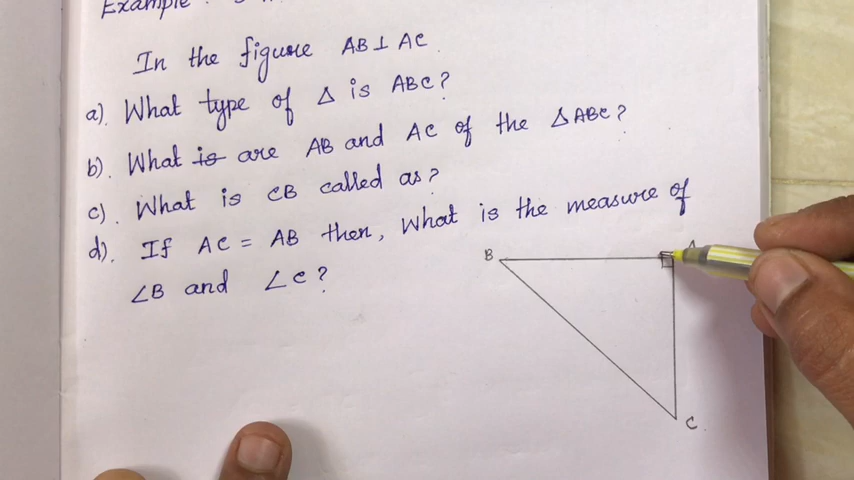 Example :
In the figure AB ⊥ AC.
a). What type of Δ is ABC?
b). What is are AB and AC of the ΔABC?
c). What is CB called as?
d). If AC = AB then, What is the measure of
∠B and ∠C?
B
A
C.